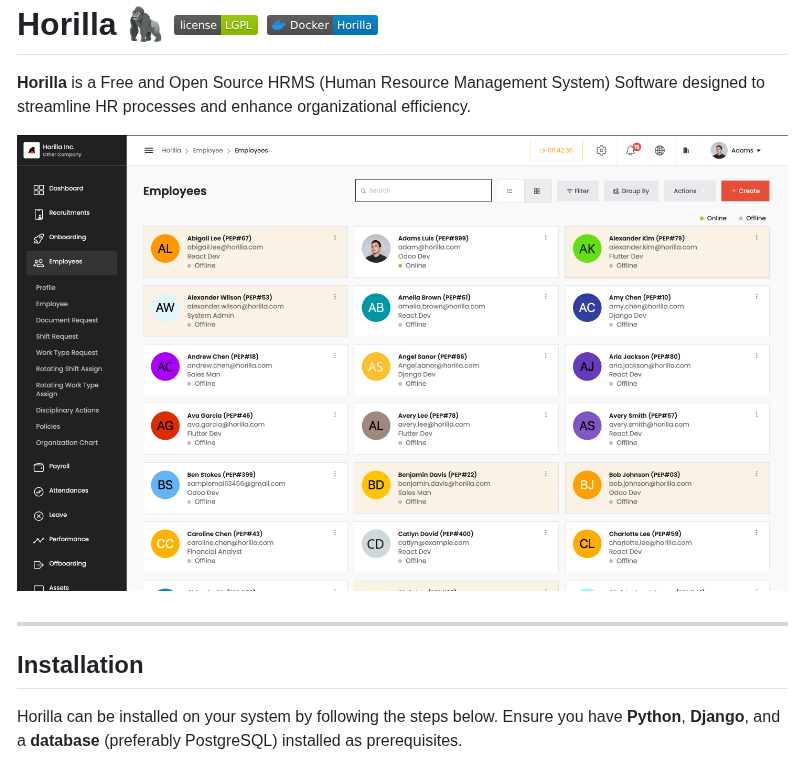 Horilla
license LGPL
Docker Horilla
Horilla is a Free and Open Source HRMS (Human Resource Management System) Software designed to
streamline HR processes and enhance organizational efficiency.
Horilla Inc.
Other Company
Horilla > Employee > Employees
06:42:36
15
Adams
Dashboard
Recruitments
Onboarding
Employees
Profile
Employee
Document Request
Shift Request
Work Type Request
Rotating Shift Assign
Rotating Work Type
Assign
Disciplinary Actions
Policies
Organization Chart
Payroll
Attendances
Leave
Performance
Offboarding
Assets
Employees
Search
Filter
Group By
Actions
+ Create
Online
Offline
AL
Abigail Lee (PEP#67)
abigail.lee@horilla.com
React Dev
Offline
Adams Luis (PEP#999)
adam@horilla.com
Odoo Dev
Online
AK
Alexander Kim (PEP#79)
alexander.kim@horilla.com
Flutter Dev
Offline
AW
Alexander Wilson (PEP#53)
alexander.wilson@horilla.com
System Admin
Offline
AB
Amelia Brown (PEP#61)
amelia.brown@horilla.com
React Dev
Offline
AC
Amy Chen (PEP#10)
amy.chen@horilla.com
Django Dev
Offline
AC
Andrew Chen (PEP#18)
andrew.chen@horilla.com
Sales Man
Offline
AS
Angel Sanor (PEP#86)
Angel.sanor@horilla.com
Django Dev
Offline
AJ
Aria Jackson (PEP#80)
aria.jackson@horilla.com
React Dev
Offline
AG
Ava Garcia (PEP#46)
ava.garcia@horilla.com
Flutter Dev
Offline
AL
Avery Lee (PEP#78)
avery.lee@horilla.com
Flutter Dev
Offline
AS
Avery Smith (PEP#57)
avery.smith@horilla.com
React Dev
Offline
BS
Ben Stokes (PEP#399)
samplemail13456@gmail.com
Odoo Dev
Offline
BD
Benjamin Davis (PEP#22)
benjamin.davis@horilla.com
Sales Man
Offline
BJ
Bob Johnson (PEP#03)
bob.johnson@horilla.com
Odoo Dev
Offline
CC
Caroline Chen (PEP#43)
caroline.chen@horilla.com
Financial Analyst
Offline
CD
Catlyn David (PEP#400)
catlyn@example.com
React Dev
Offline
CL
Charlotte Lee (PEP#59)
charlotte.lee@horilla.com
React Dev
Offline
Installation
Horilla can be installed on your system by following the steps below. Ensure you have Python, Django, and
a database (preferably PostgreSQL) installed as prerequisites.